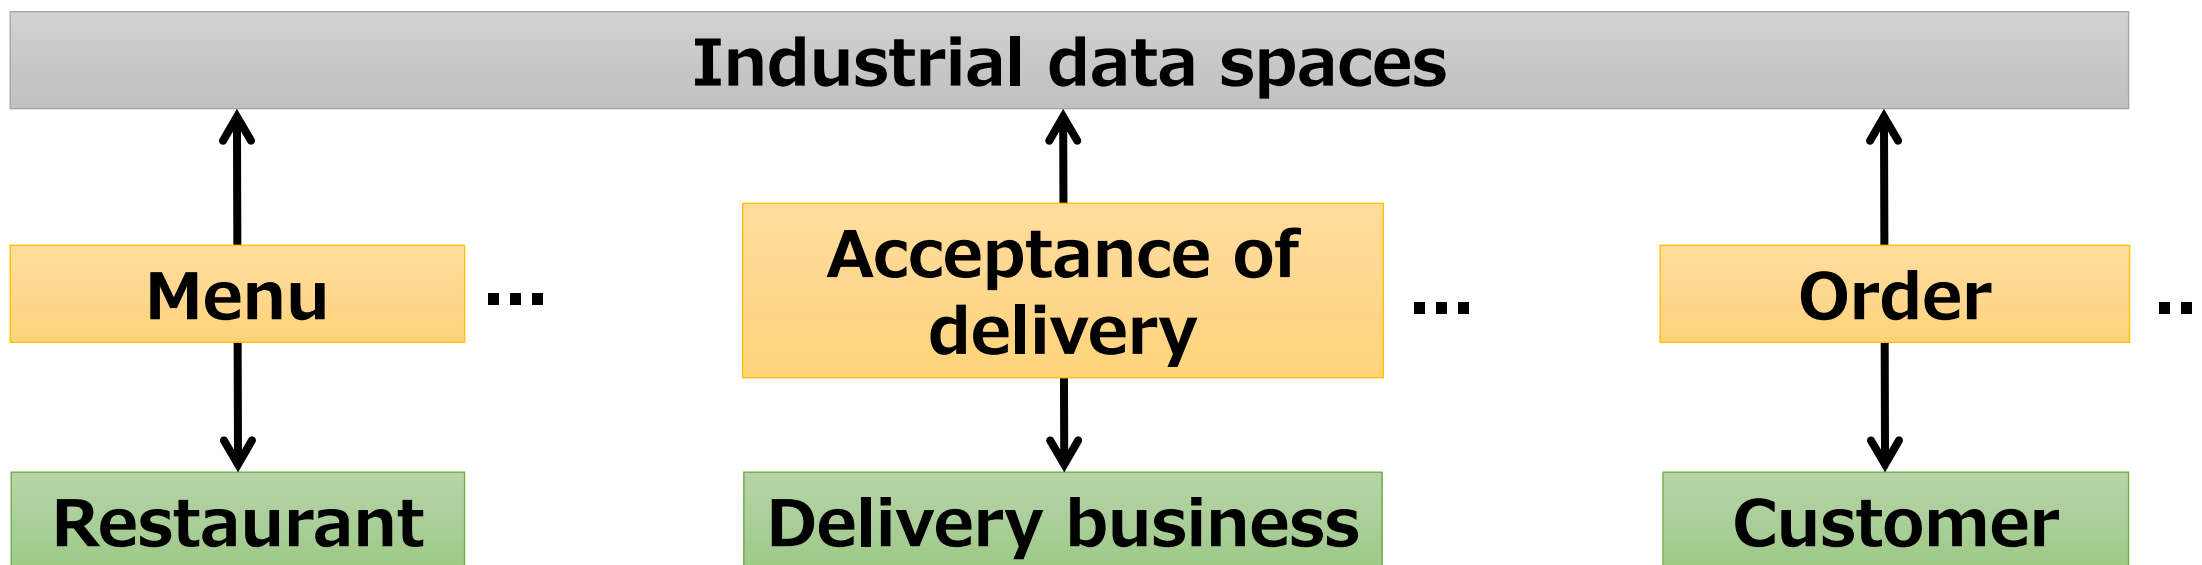 Industrial data spaces
Menu
...
Acceptance of
delivery
...
Order
..
Restaurant
Delivery business
Customer